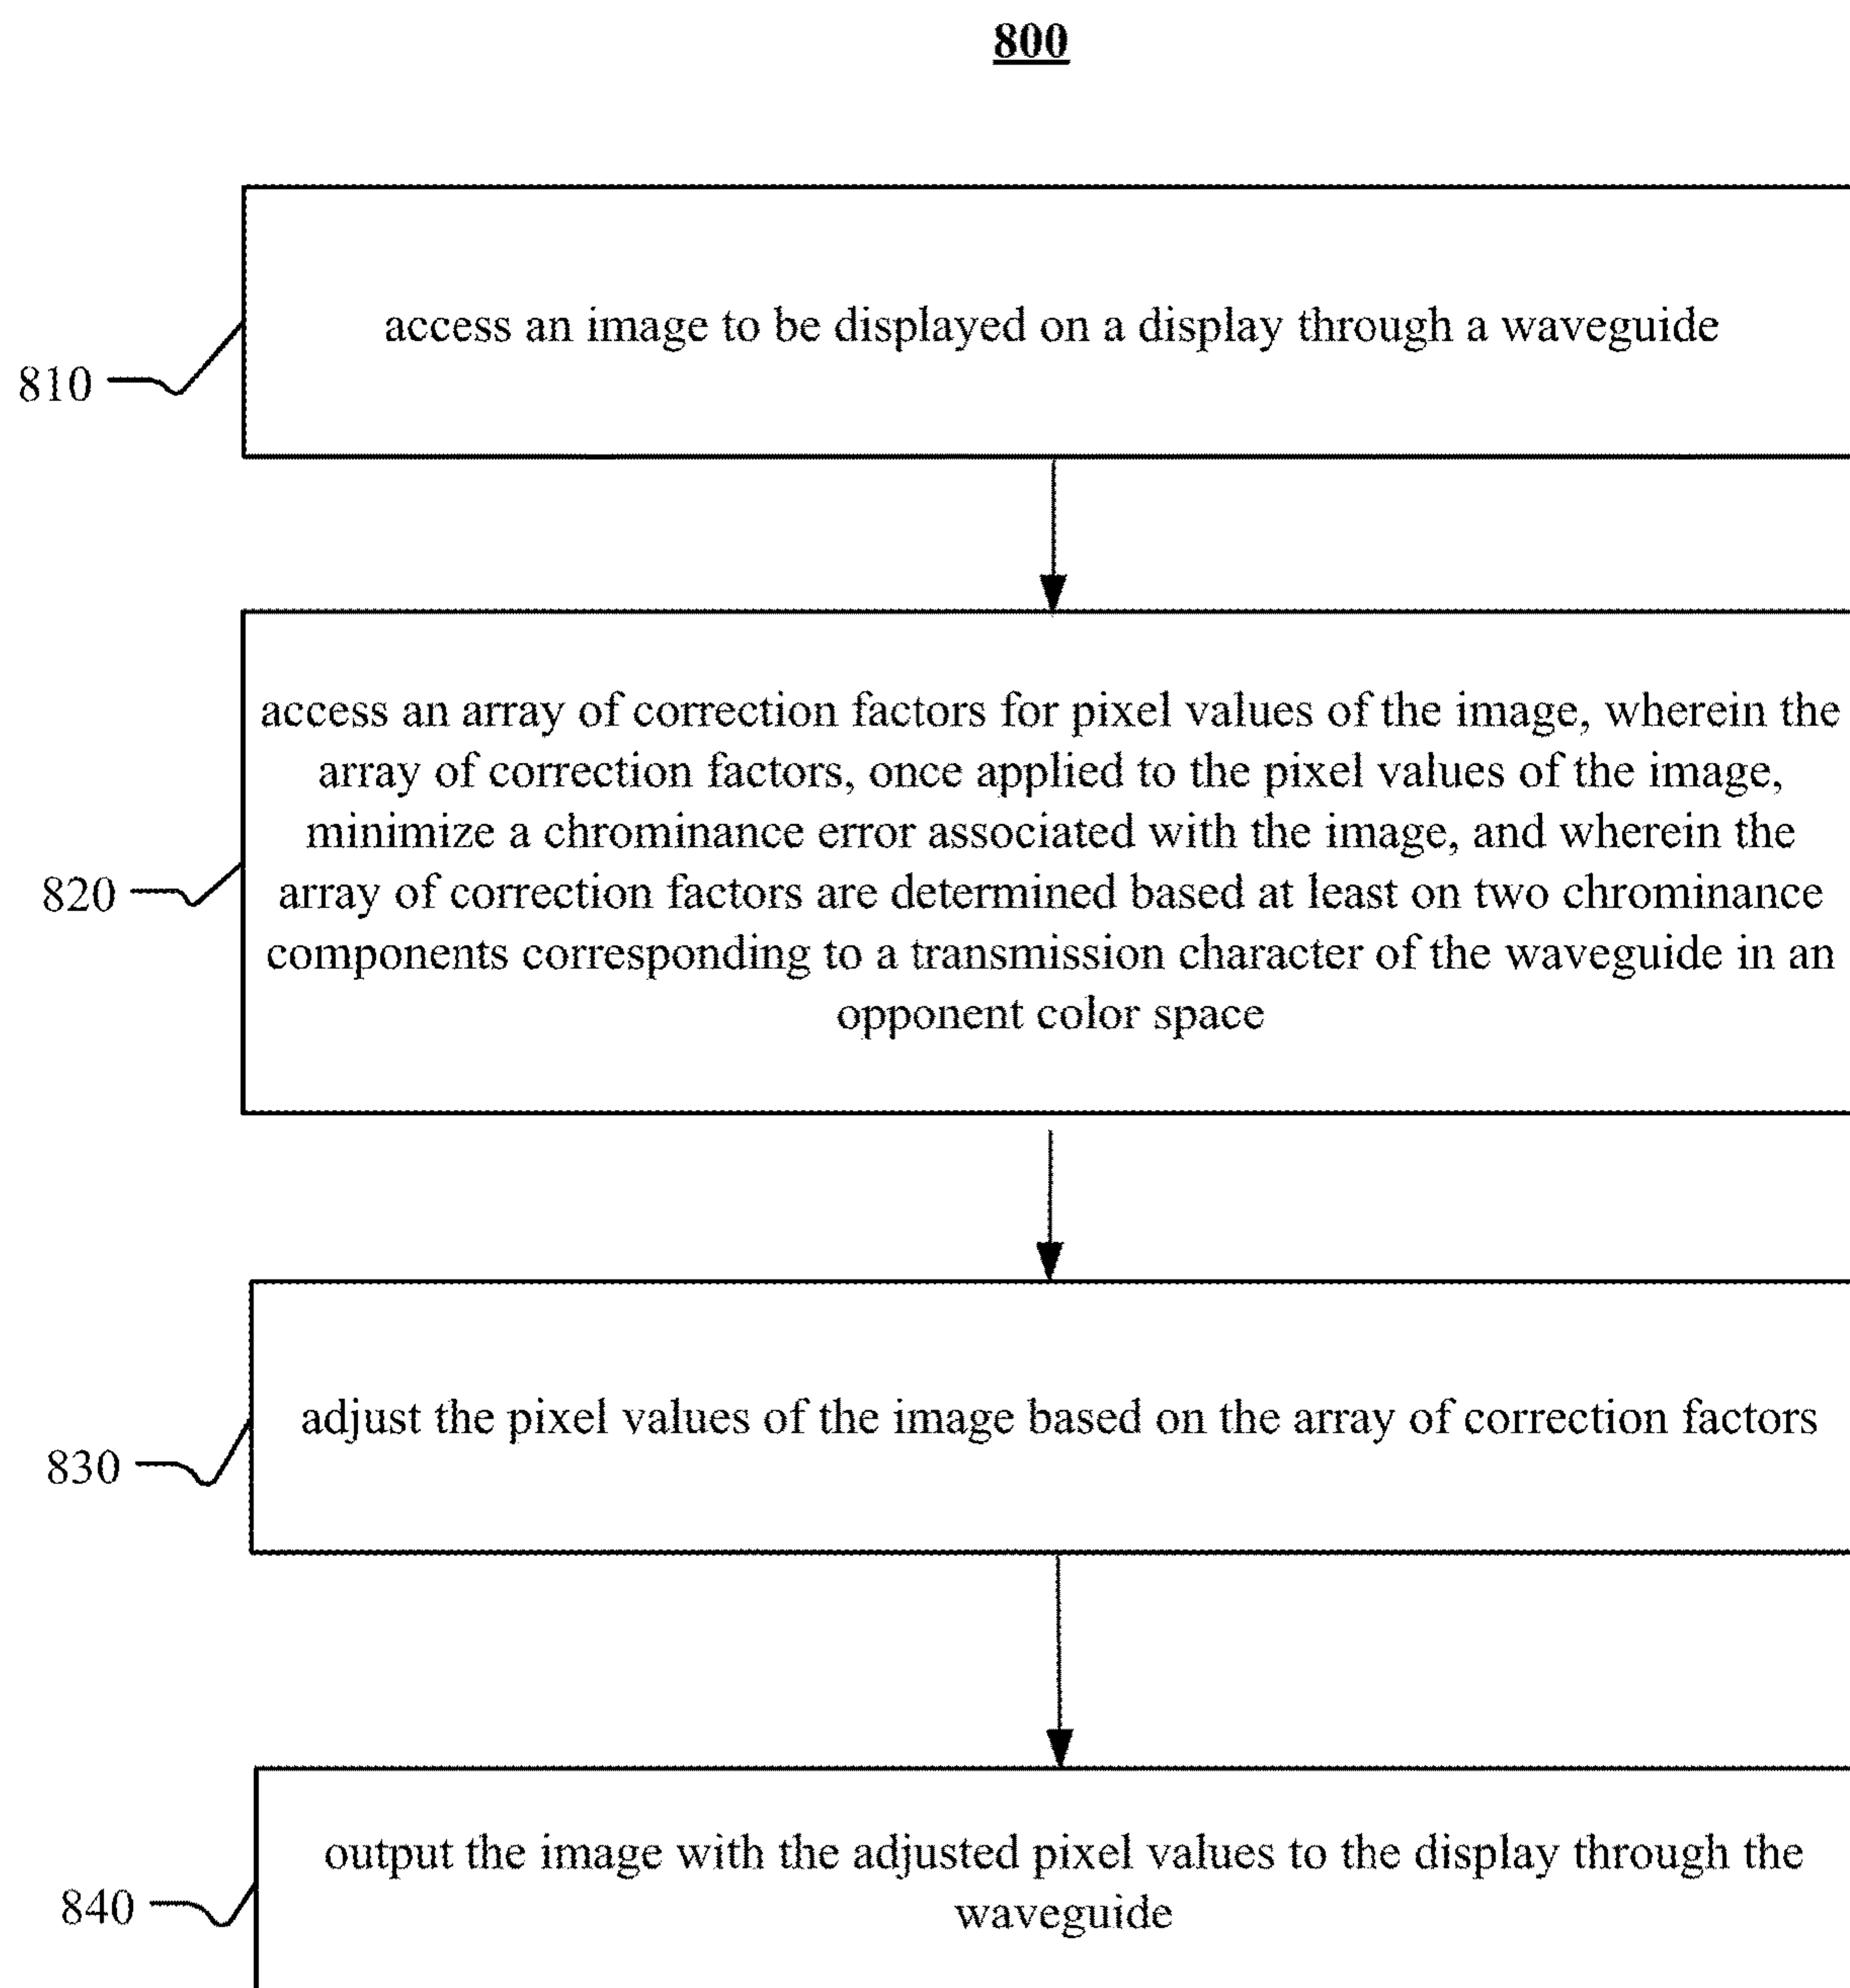 800
access an image to be displayed on a display through a waveguide
810
access an array of correction factors for pixel values of the image, wherein the
array of correction factors, once applied to the pixel values of the image,
minimize a chrominance error associated with the image, and wherein the
array of correction factors are determined based at least on two chrominance
components corresponding to a transmission character of the waveguide in an
opponent color space
820
adjust the pixel values of the image based on the array of correction factors
830
output the image with the adjusted pixel values to the display through the
waveguide
840